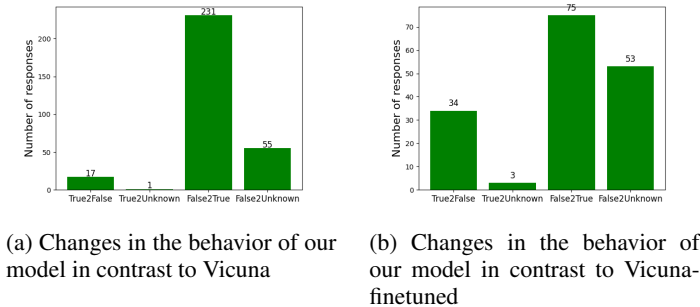 231
200
150
100
50
0
Number of responses
17
1
55
True2False True2Unknown False2True False2Unknown
(a) Changes in the behavior of our
model in contrast to Vicuna
75
70
60
50
40
30
20
10
0
Number of responses
34
3
53
True2False True2Unknown False2True False2Unknown
(b) Changes in the behavior of
our model in contrast to Vicuna-
finetuned